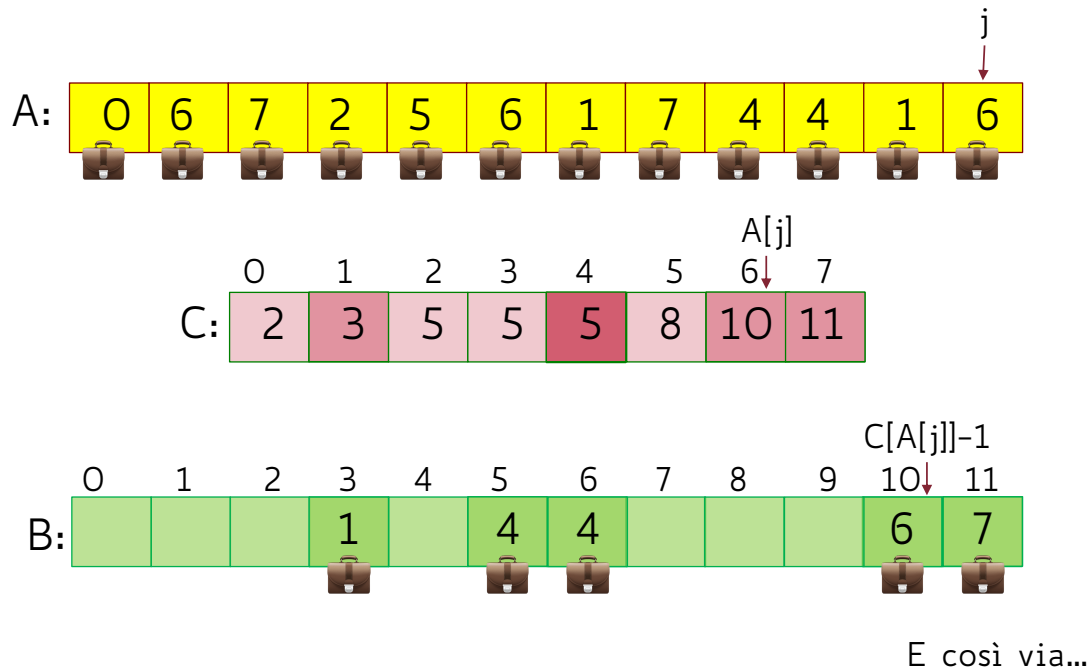 j
A: 0 6 7 2 5 6 1 7 4 4 1 6
A[j]
0 1 2 3 4 5 6 7
C: 2 3 5 5 5 8 10 11
C[A[j]]-1
0 1 2 3 4 5 6 7 8 9 10 11
B: 1 4 4 6 7
E così via...